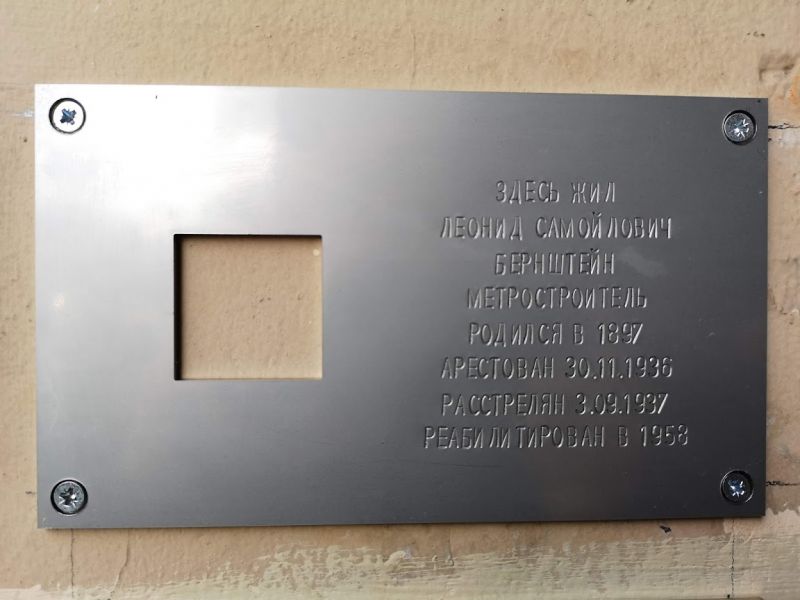 ЗДЕСЬ ЖИЛ
ЛЕОНИД САМОЙЛОВИЧ
БЕРНШТЕЙН
МЕТРОСТРОИТЕЛЬ
РОДИЛСЯ В 1897
АРЕСТОВАН 30.11.1936
РАССТРЕЛЯН 3.09.1937
РЕАБИЛИТИРОВАН В 1958